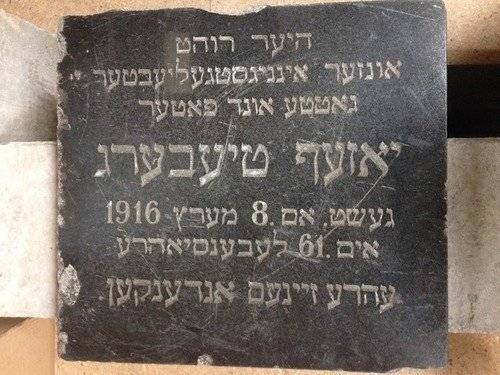 היער רוהט
אונזער אינניגסטגעליעבטער
גאטטע אונד פאטער
יאזעף טיעבערג
געשט. אם 8. מערץ 1916
אים 61. לעבענסיאהרע
עהרע זיינעם אנדענקען